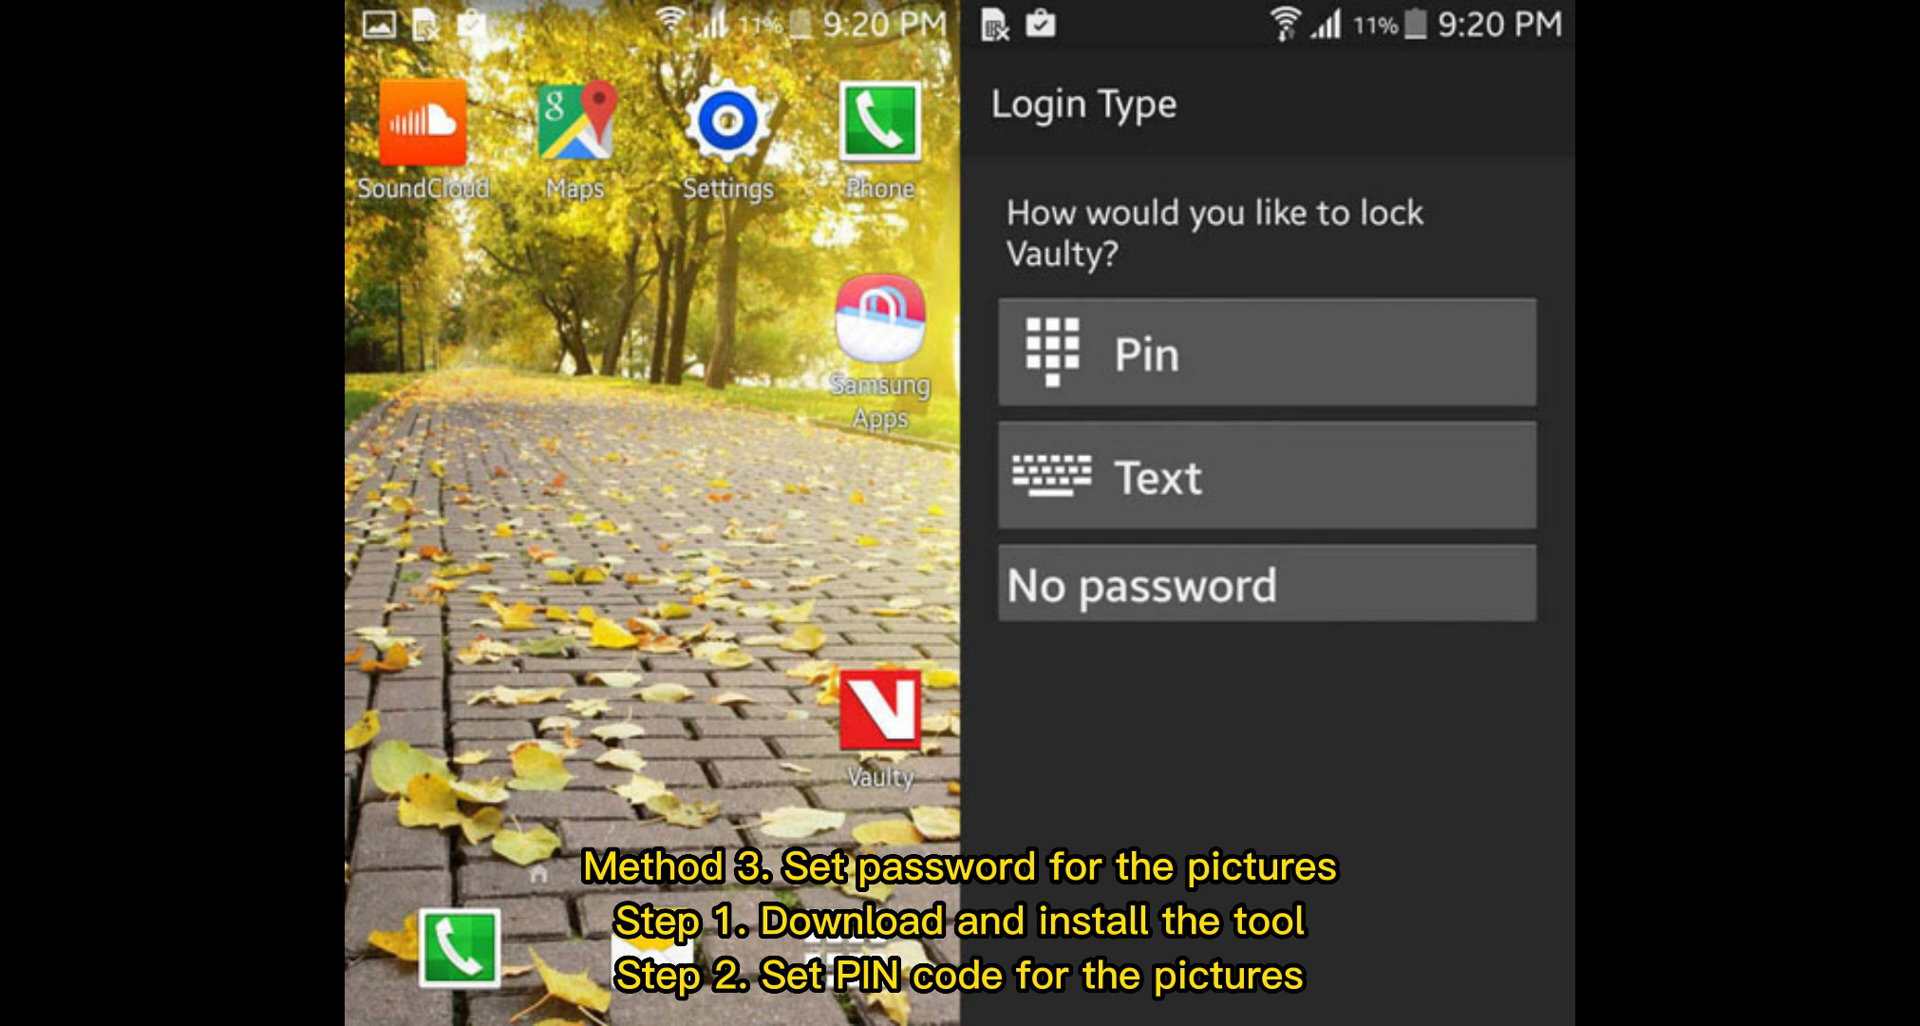 11% 9:20 PM
SoundCloud
Maps
Settings
Phone
Samsung
Apps
Vaulty
11% 9:20 PM
Login Type
How would you like to lock
Vaulty?
Pin
Text
No password
Method 3. Set password for the pictures
Step 1. Download and install the tool
Step 2. Set PIN code for the pictures